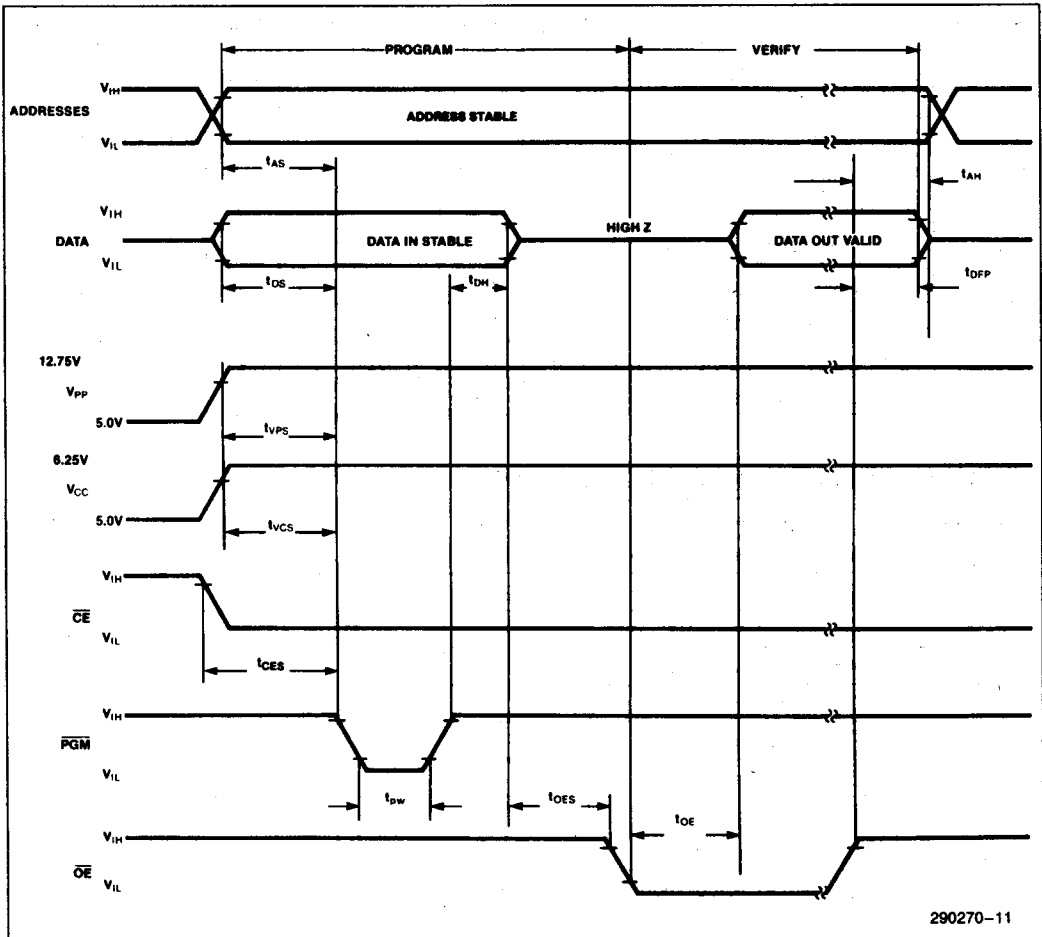 PROGRAM VERIFY
VIH
ADDRESSES ADDRESS STABLE
VIL
tAS
tAH
VIH
HIGH Z
DATA DATA IN STABLE DATA OUT VALID
VIL
tDS tDH tDFP
12.75V
VPP
5.0V
tVPS
6.25V
VCC
5.0V
tVCS
VIH
CE
VIL
tCES
VIH
PGM
VIL
tpw tOES
VIH
tOE
OE
VIL
290270-11